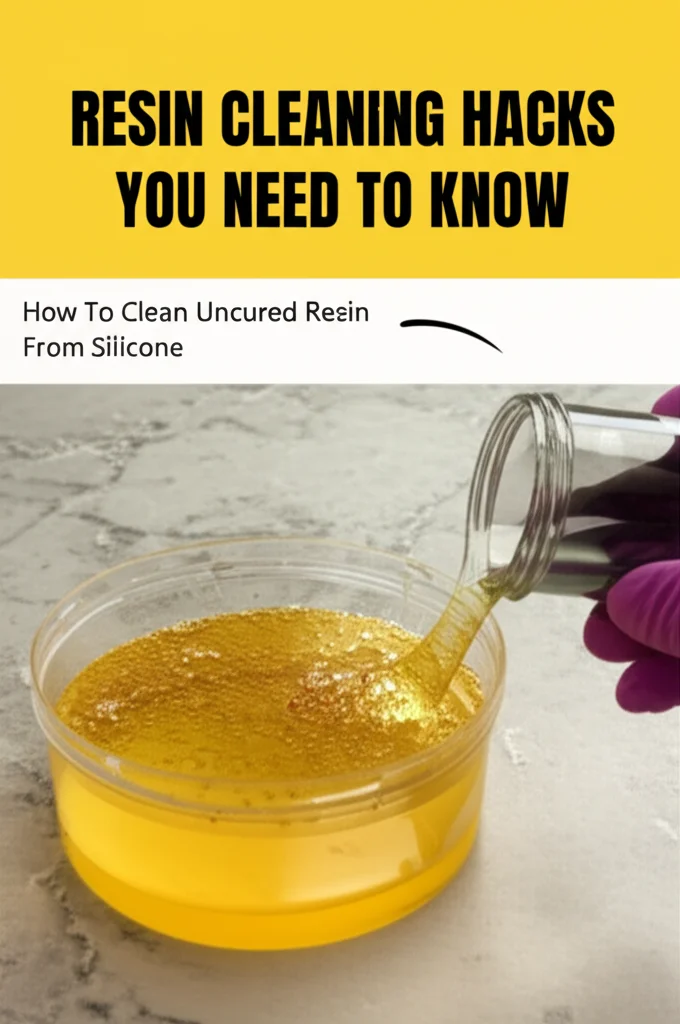 RESIN CLEANING HACKS
YOU NEED TO KNOW
How To Clean Uncured Resin
From Silicone